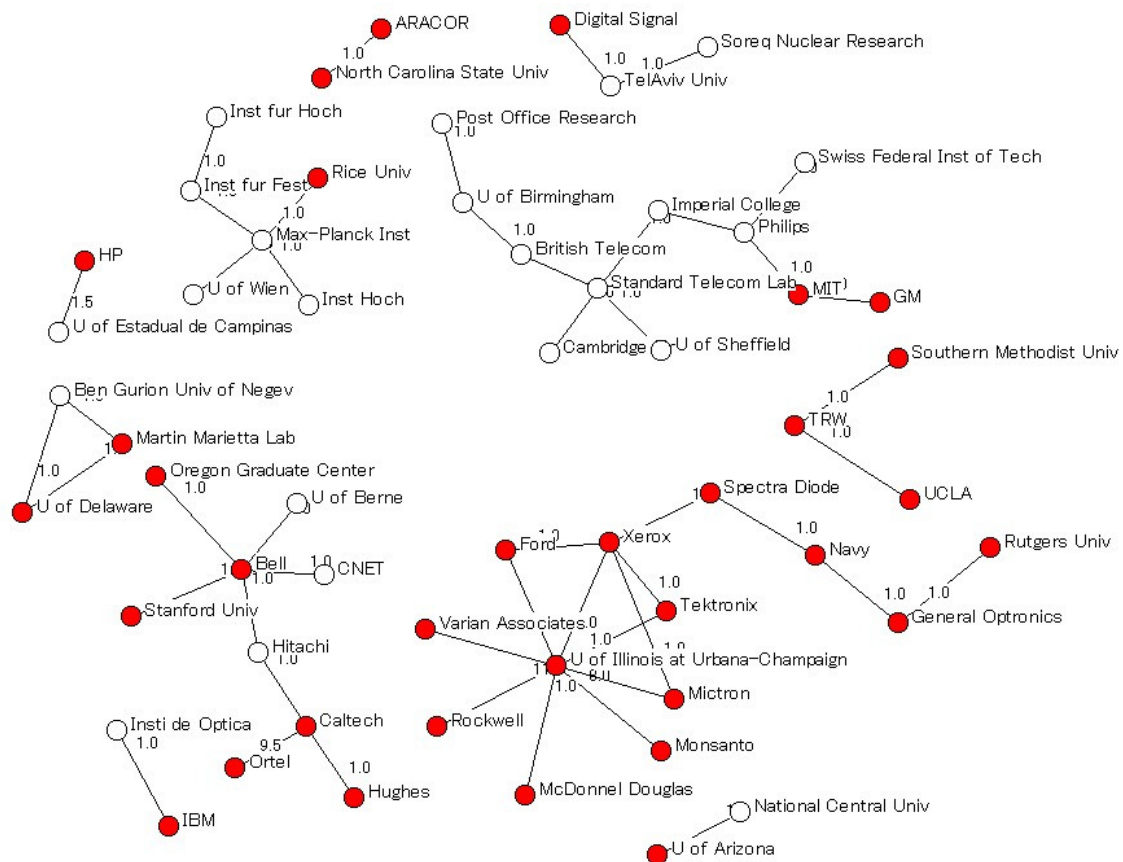 ARACOR
Digital Signal
Soreq Nuclear Research
1.0
1.0
1.0
North Carolina State Univ
TelAviv Univ
Inst fur Hoch
Post Office Research
1.0
1.0
Swiss Federal Inst of Tech
Rice Univ
Inst fur Fest
U of Birmingham
Imperial College
1.0
Philips
Max-Planck Inst
1.0
British Telecom
1.0
HP
1.0
Standard Telecom Lab
MIT
GM
U of Wien
Inst Hoch
1.5
1.0
U of Estadual de Campinas
Cambridge
U of Sheffield
Southern Methodist Univ
Ben Gurion Univ of Negev
1.0
TRW
1.0
Martin Marietta Lab
Oregon Graduate Center
1.0
1.0
U of Berne
Spectra Diode
UCLA
U of Delaware
1.0
Ford
Xerox
Navy
Rutgers Univ
Bell
1.0
1.0
CNET
1.0
1.0
1.0
Stanford Univ
Tektronix
General Optronics
Varian Associates
Hitachi
1.0
1.0
U of Illinois at Urbana-Champaign
1.0
Mictron
Insti de Optica
1.0
Caltech
Rockwell
9.5
Ortel
1.0
Monsanto
Hughes
McDonnel Douglas
National Central Univ
IBM
U of Arizona